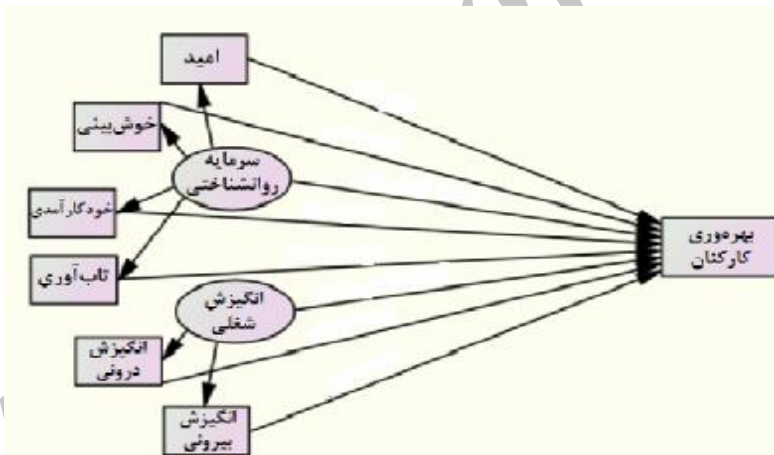 امید
خوش‌بینی
سرمایه
روانشناختی
خودکارآمدی
تاب‌آوری
بهره‌وری
کارکنان
انگیزش
شغلی
انگیزش
درونی
انگیزش
بیرونی